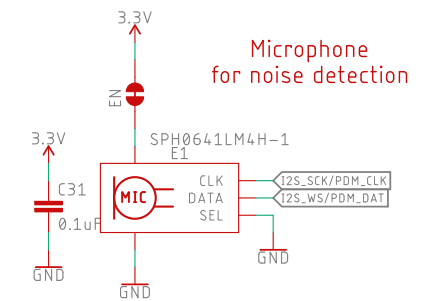 3.3V
Microphone
for noise detection
EN
3.3V
SPH0641LM4H-1
E1
C31
0.1uF
MIC
CLK
DATA
SEL
I2S_SCK/PDM_CLK
I2S_WS/PDM_DAT
GND
GND
GND